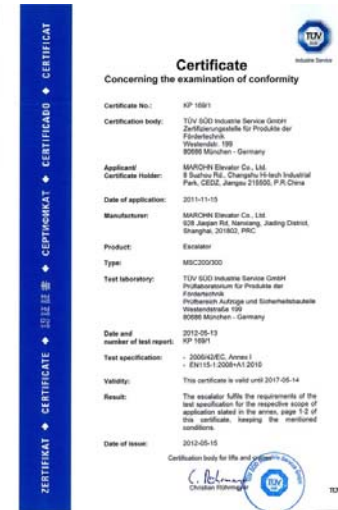 TÜV
Industrie Service
Certificate
Concerning the examination of conformity
Certificate No.: KP 169/1
Certification body: TÜV SÜD Industrie Service GmbH
Zertifizierungsstelle für Produkte der
Fördertechnik
Westendstr. 199
80686 München - Germany
Applicant/
Certificate Holder: MAROHN Elevator Co., Ltd.
8 Suzhou Rd., Changshu Hi-tech Industrial
Park, CEDZ, Jiangsu 215500, P.R.China
Date of application: 2011-11-15
Manufacturer: MAROHN Elevator Co., Ltd.
928 Jiaqian Rd, Nanxiang, Jiading District,
Shanghai, 201802, PRC
Product: Escalator
Type: MSC200/300
Test laboratory: TÜV SÜD Industrie Service GmbH
Prüflaboratorium für Produkte der
Fördertechnik
Prüfbereich Aufzüge und Sicherheitsbauteile
Westendstraße 199
80686 München - Germany
Date and
number of test report: 2012-05-13
KP 169/1
Test specification: - 2006/42/EC, Annex I
- EN115-1:2008+A1:2010
Validity: This certificate is valid until 2017-05-14
Result: The escalator fulfils the requirements of the
test specification for the respective scope of
application stated in the annex, page 1-2 of
this certificate, keeping the mentioned
conditions.
Date of issue: 2012-05-15
Certification body for lifts and
Christian Rührmeyer
TÜV
ZERTIFIKAT ◆ CERTIFICATE ◆ 認証証書 ◆ СЕРТИФИКАТ ◆ CERTIFICADO ◆ CERTIFICAT